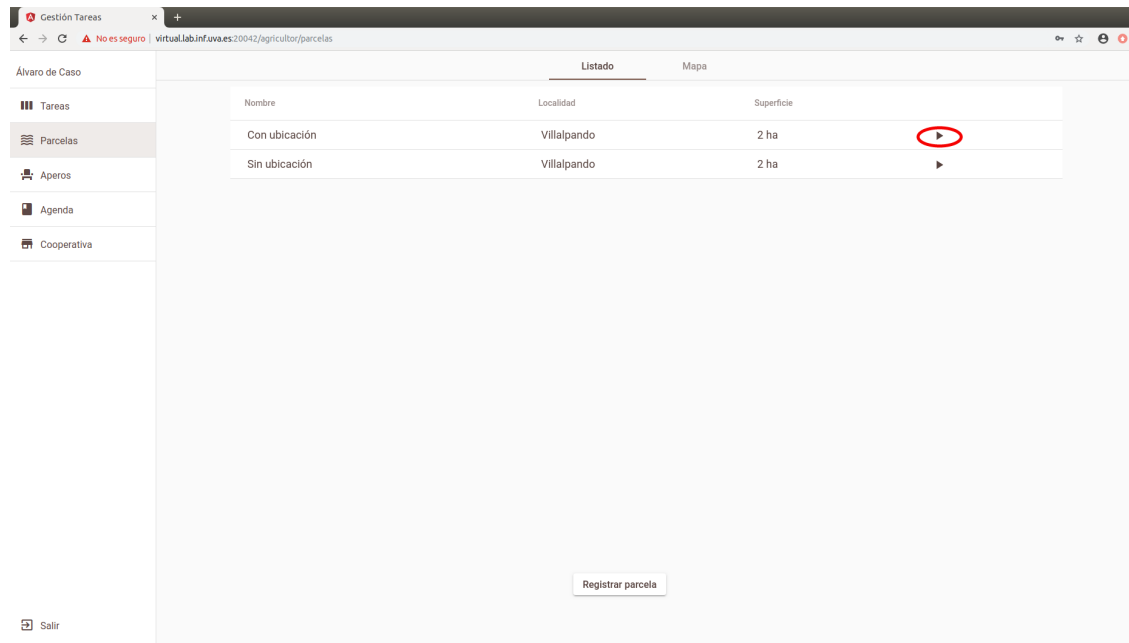 Gestión Tareas × +
No es seguro | virtual.lab.inf.uva.es:20042/agricultor/parcelas
Álvaro de Caso
Listado Mapa
Tareas
Nombre Localidad Superficie
Parcelas
Con ubicación Villalpando 2 ha
Sin ubicación Villalpando 2 ha
Aperos
Agenda
Cooperativa
Registrar parcela
Salir